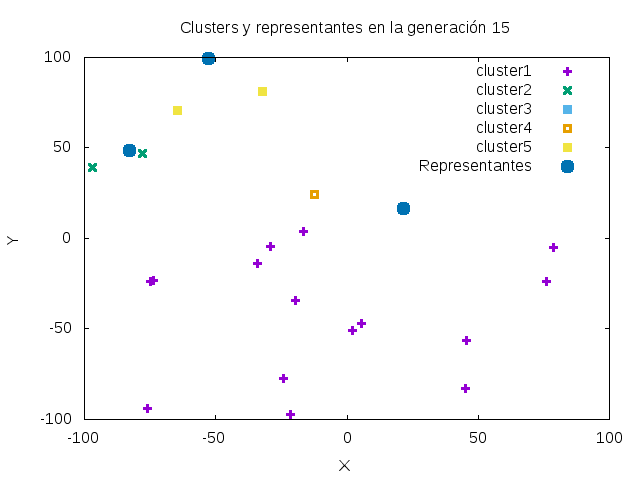 Clusters y representantes en la generación 15
100
50
0
-50
-100
-100
-50
0
50
100
X
Y
cluster1
cluster2
cluster3
cluster4
cluster5
Representantes